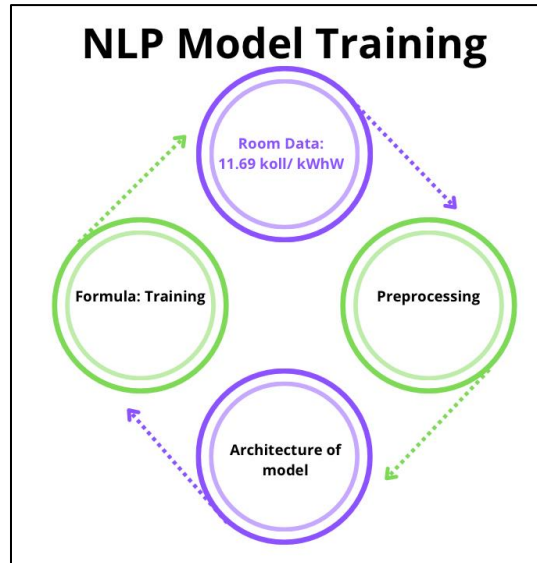 NLP Model Training
Room Data:
11.69 koll/ kWhW
Formula: Training
Preprocessing
Architecture of
model